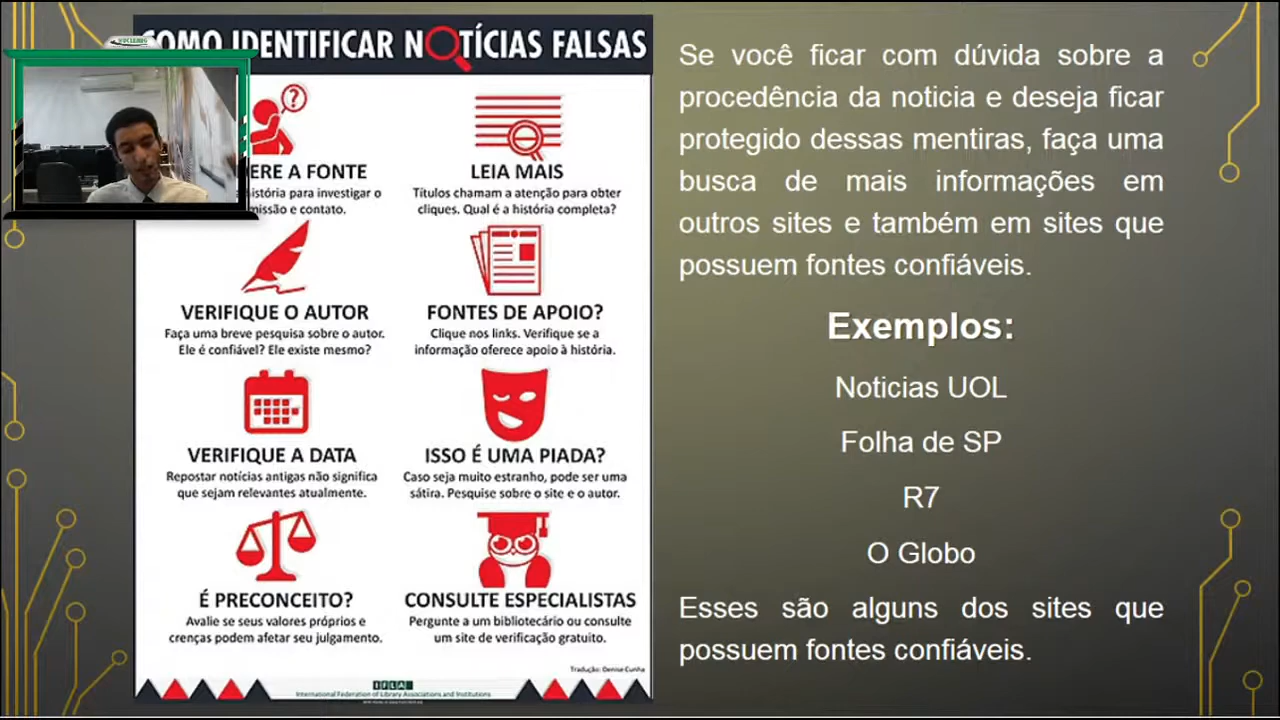 OMO IDENTIFICAR NOTÍCIAS FALSAS
ERE A FONTE
istória para investigar o
missão e contato.
LEIA MAIS
Títulos chamam a atenção para obter
cliques. Qual é a história completa?
VERIFIQUE O AUTOR
Faça uma breve pesquisa sobre o autor.
Ele é confiável? Ele existe mesmo?
FONTES DE APOIO?
Clique nos links. Verifique se a
informação oferece apoio à história.
VERIFIQUE A DATA
Repostar notícias antigas não significa
que sejam relevantes atualmente.
ISSO É UMA PIADA?
Caso seja muito estranho, pode ser uma
sátira. Pesquise sobre o site e o autor.
É PRECONCEITO?
Avalie se seus valores próprios e
crenças podem afetar seu julgamento.
CONSULTE ESPECIALISTAS
Pergunte a um bibliotecário ou consulte
um site de verificação gratuito.
Tradução: Denise Cunha
IFLA
International Federation of Library Associations and Institutions
Se você ficar com dúvida sobre a
procedência da noticia e deseja ficar
protegido dessas mentiras, faça uma
busca de mais informações em
outros sites e também em sites que
possuem fontes confiáveis.
Exemplos:
Noticias UOL
Folha de SP
R7
O Globo
Esses são alguns dos sites que
possuem fontes confiáveis.